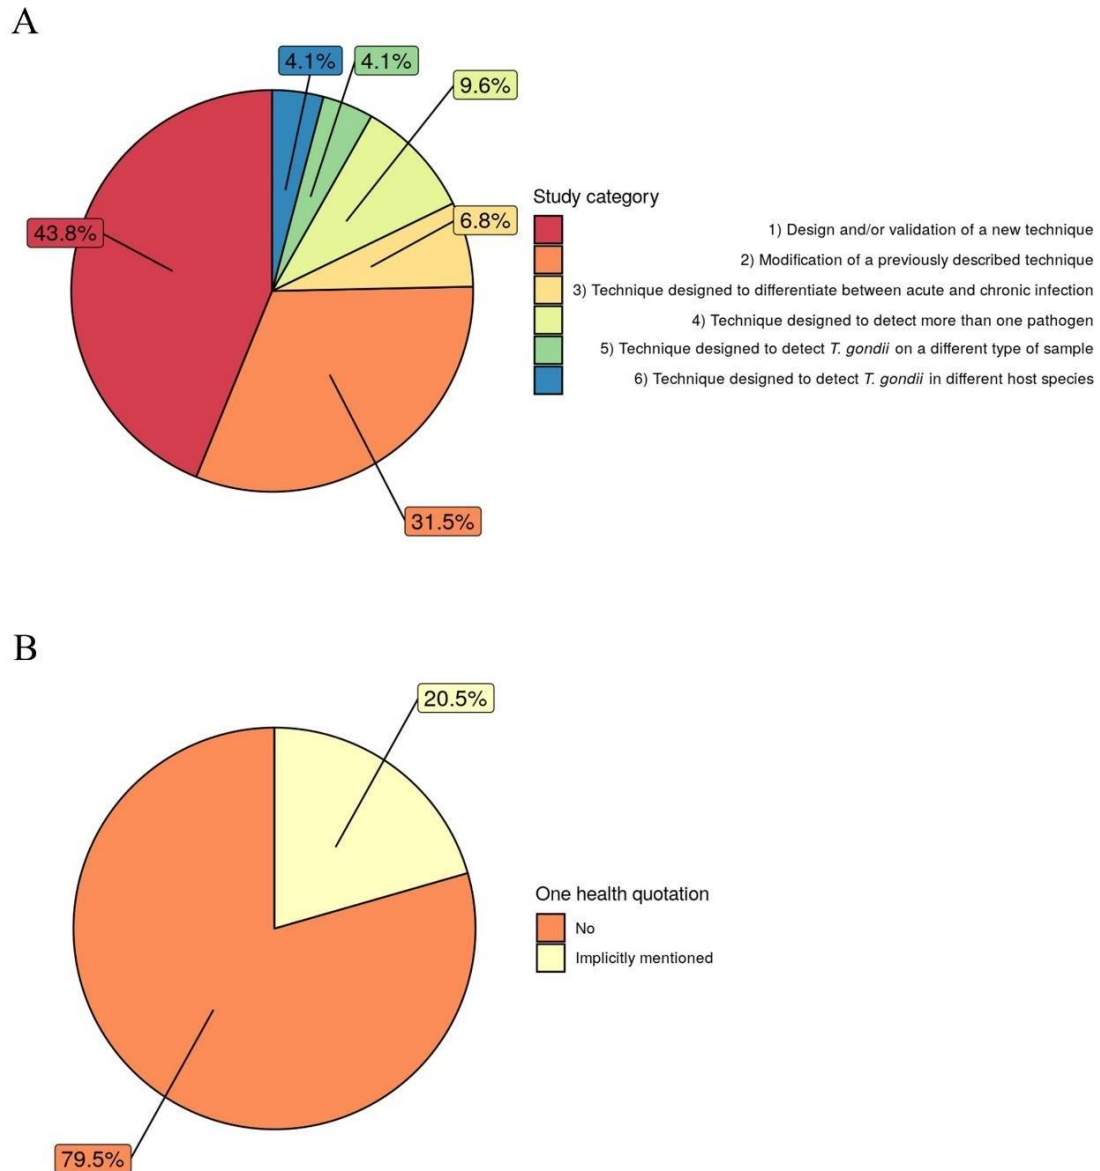 A
4.1%
4.1%
9.6%
43.8%
6.8%
31.5%
Study category
1) Design and/or validation of a new technique
2) Modification of a previously described technique
3) Technique designed to differentiate between acute and chronic infection
4) Technique designed to detect more than one pathogen
5) Technique designed to detect T. gondii on a different type of sample
6) Technique designed to detect T. gondii in different host species
B
20.5%
79.5%
One health quotation
No
Implicitly mentioned